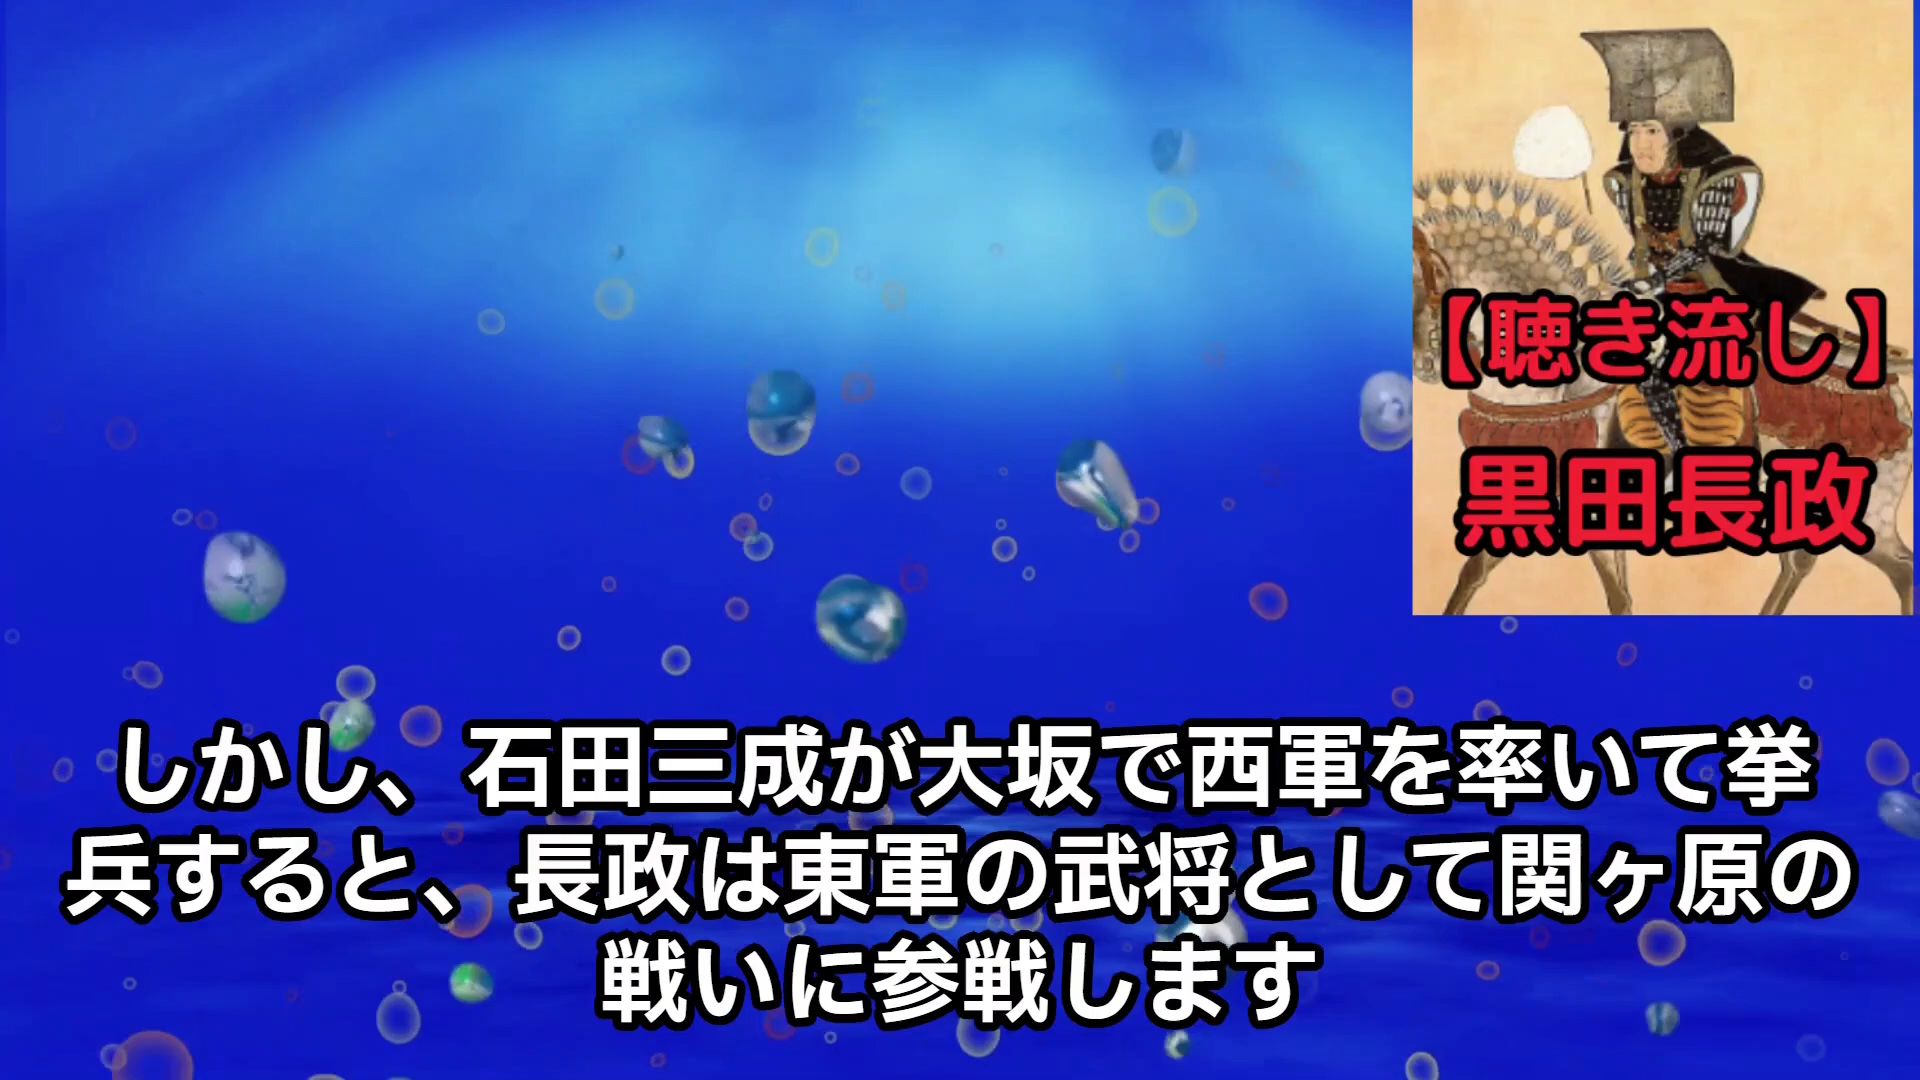 【聴き流し】
黒田長政
しかし、石田三成が大坂で西軍を率いて挙
兵すると、長政は東軍の武将として関ヶ原の
戦いに参戦します